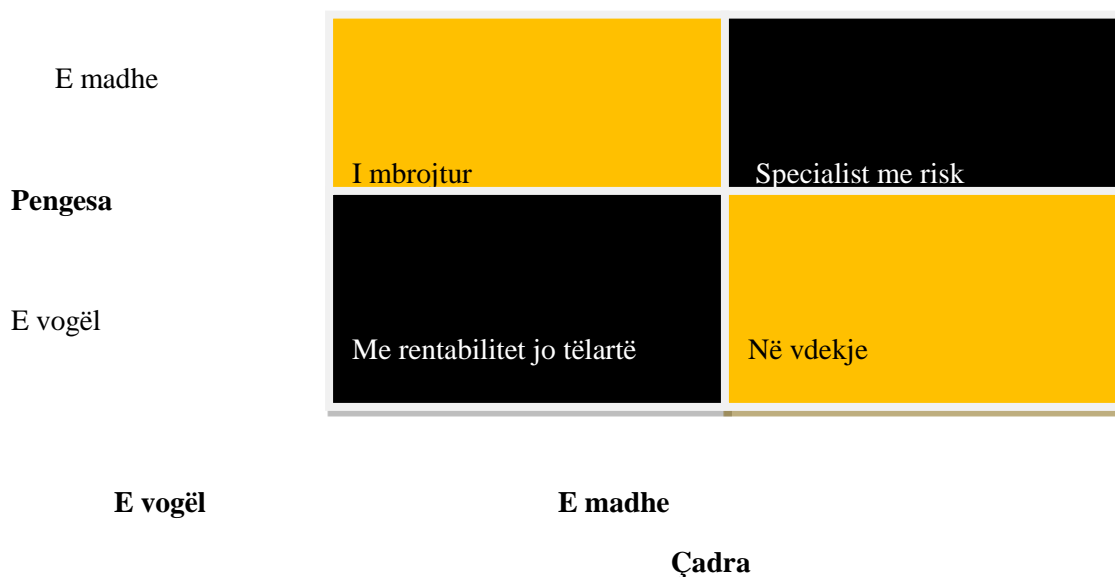 E madhe
I mbrojtur Specialist me risk
Pengesa
E vogël
Me rentabilitet jo tëlartë Në vdekje
E vogël E madhe
Çadra